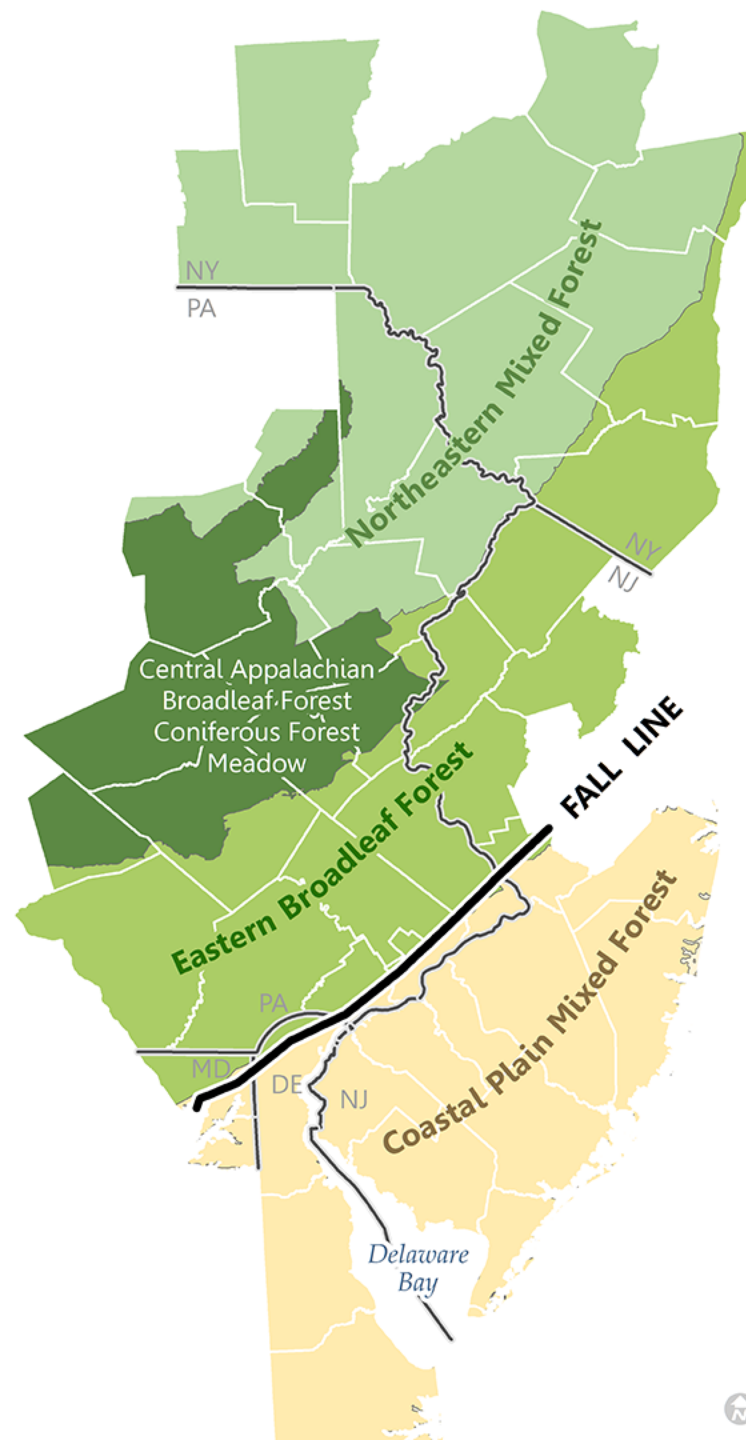 NY
PA
Northeastern Mixed Forest
NY
NJ
Central Appalachian
Broadleaf Forest
Coniferous Forest
Meadow
FALL LINE
Eastern Broadleaf Forest
Coastal Plain Mixed Forest
PA
MD
DE
NJ
Delaware
Bay
N